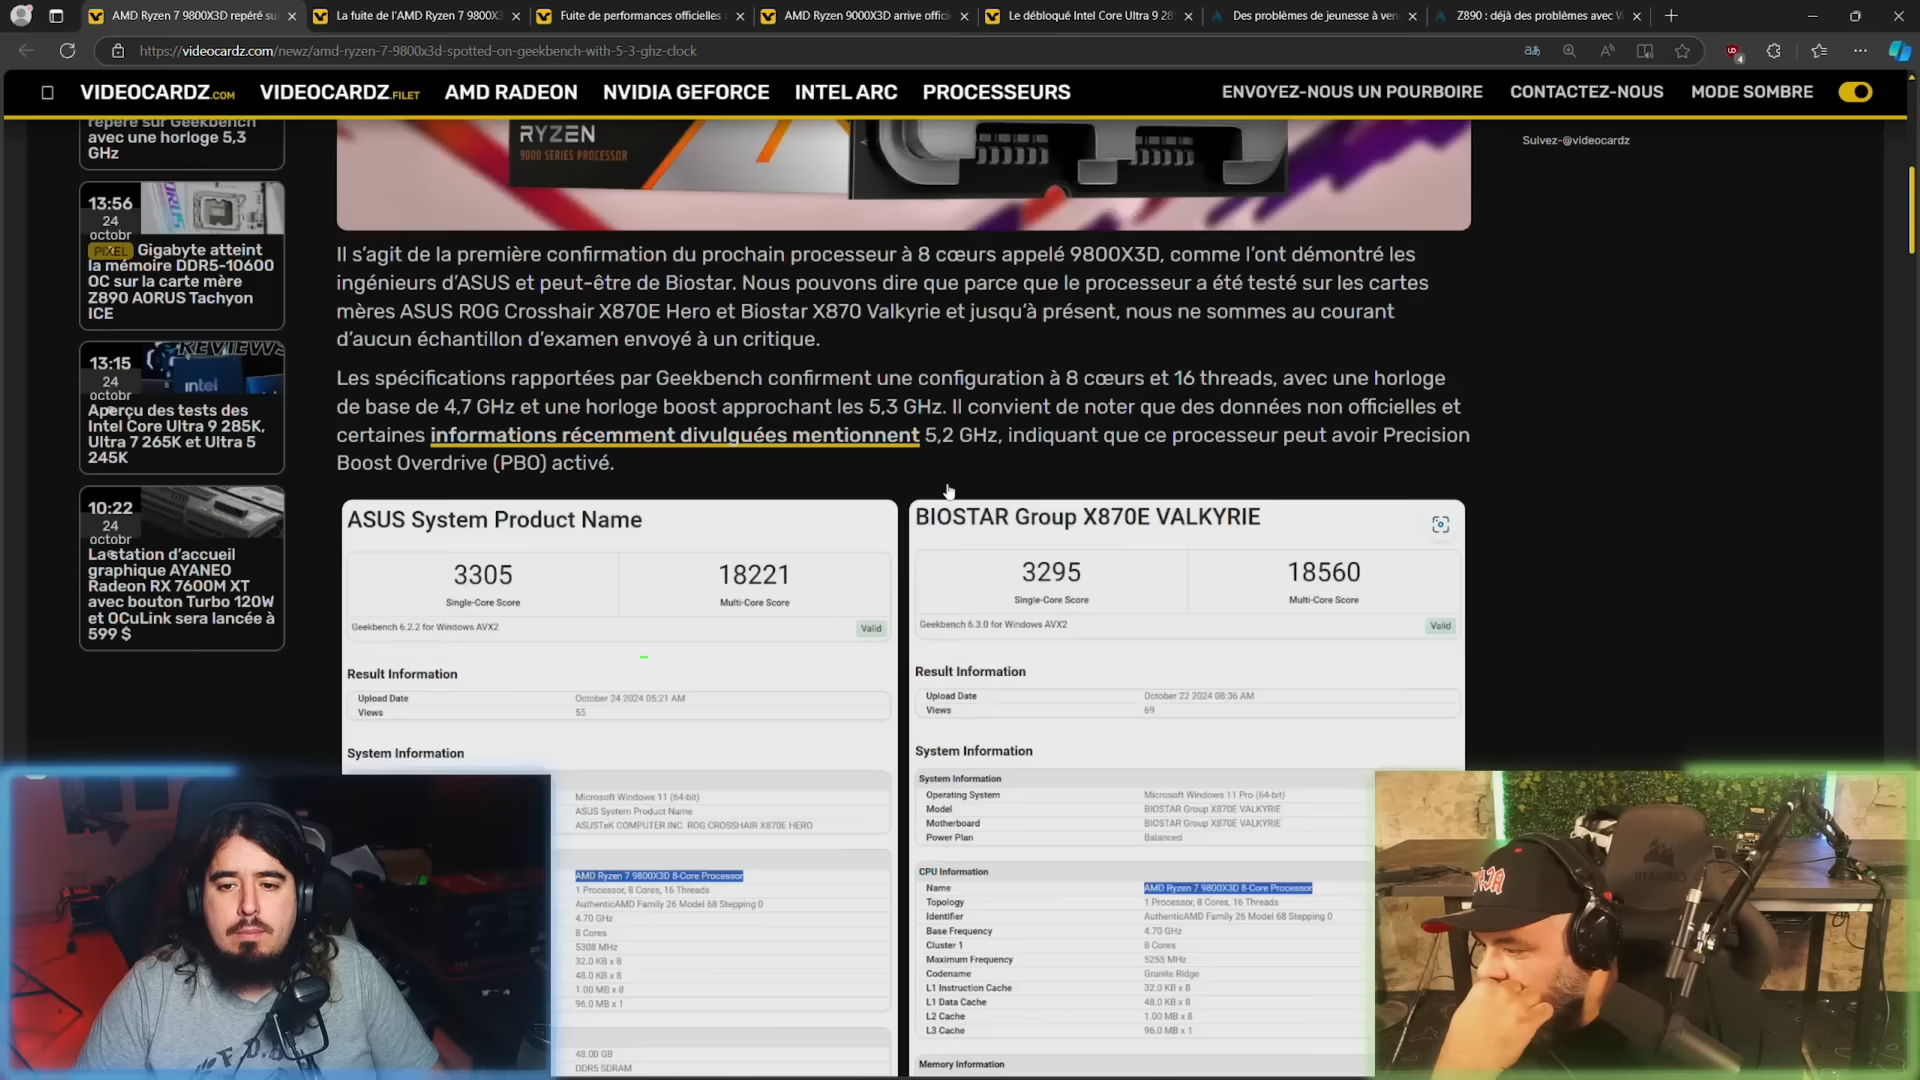 AMD Ryzen 7 9800X3D repéré su
La fuite de l'AMD Ryzen 7 9800X
Fuite de performances officielles
AMD Ryzen 9000X3D arrive offic
Le débloqué Intel Core Ultra 9 28
Des problèmes de jeunesse à ven
Z890 : déjà des problèmes avec
https://videocardz.com/newz/amd-ryzen-7-9800x3d-spotted-on-geekbench-with-5-3-ghz-clock
VIDEOCARDZ.COM
VIDEOCARDZ.FILET
AMD RADEON
NVIDIA GEFORCE
INTEL ARC
PROCESSEURS
ENVOYEZ-NOUS UN POURBOIRE
CONTACTEZ-NOUS
MODE SOMBRE
repéré sur Geekbench
avec une horloge 5,3
GHz
13:56
24
octobr
PIXEL Gigabyte atteint
la mémoire DDR5-10600
OC sur la carte mère
Z890 AORUS Tachyon
ICE
REVIEWS
intel
13:15
24
octobr
Aperçu des tests des
Intel Core Ultra 9 285K,
Ultra 7 265K et Ultra 5
245K
10:22
24
octobr
La station d'accueil
graphique AYANEO
Radeon RX 7600M XT
avec bouton Turbo 120W
et OCuLink sera lancée à
599 $
RYZEN
9000 SERIES PROCESSOR
Suivez-@videocardz
Il s'agit de la première confirmation du prochain processeur à 8 cœurs appelé 9800X3D, comme l'ont démontré les
ingénieurs d'ASUS et peut-être de Biostar. Nous pouvons dire que parce que le processeur a été testé sur les cartes
mères ASUS ROG Crosshair X870E Hero et Biostar X870 Valkyrie et jusqu'à présent, nous ne sommes au courant
d'aucun échantillon d'examen envoyé à un critique.
Les spécifications rapportées par Geekbench confirment une configuration à 8 cœurs et 16 threads, avec une horloge
de base de 4,7 GHz et une horloge boost approchant les 5,3 GHz. Il convient de noter que des données non officielles et
certaines informations récemment divulguées mentionnent 5,2 GHz, indiquant que ce processeur peut avoir Precision
Boost Overdrive (PBO) activé.
ASUS System Product Name
3305
18221
Single-Core Score
Multi-Core Score
Geekbench 6.2.2 for Windows AVX2
Valid
Result Information
Upload Date October 24 2024 05:21 AM
Views 55
System Information
Microsoft Windows 11 (64-bit)
ASUS System Product Name
ASUSTeK COMPUTER INC. ROG CROSSHAIR X870E HERO
AMD Ryzen 7 9800X3D 8-Core Processor
1 Processor, 8 Cores, 16 Threads
AuthenticAMD Family 26 Model 68 Stepping 0
4.70 GHz
8 Cores
5308 MHz
32.0 KB x 8
48.0 KB x 8
1.00 MB x 8
96.0 MB x 1
48.00 GB
DDR5 SDRAM
BIOSTAR Group X870E VALKYRIE
3295
18560
Single-Core Score
Multi-Core Score
Geekbench 6.3.0 for Windows AVX2
Valid
Result Information
Upload Date October 22 2024 08:36 AM
Views 69
System Information
System Information
Operating System Microsoft Windows 11 Pro (64-bit)
Model BIOSTAR Group X870E VALKYRIE
Motherboard BIOSTAR Group X870E VALKYRIE
Power Plan Balanced
CPU Information
Name AMD Ryzen 7 9800X3D 8-Core Processor
Topology 1 Processor, 8 Cores, 16 Threads
Identifier AuthenticAMD Family 26 Model 68 Stepping 0
Base Frequency 4.70 GHz
Cluster 1 8 Cores
Maximum Frequency 5255 MHz
Codename Granite Ridge
L1 Instruction Cache 32.0 KB x 8
L1 Data Cache 48.0 KB x 8
L2 Cache 1.00 MB x 8
L3 Cache 96.0 MB x 1
Memory Information